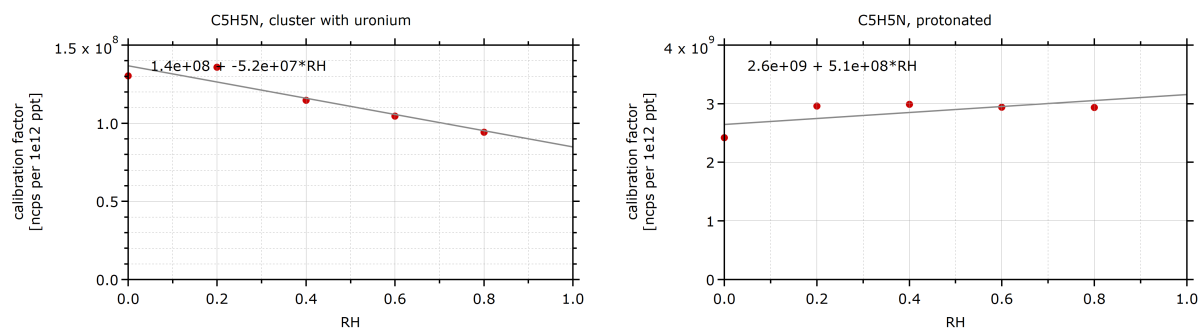 C5H5N, cluster with uronium
1.5 x 10^8
1.4e+08 + -5.2e+07*RH
1.0
0.5
0.0
calibration factor
[ncps per 1e12 ppt]
0.0 0.2 0.4 0.6 0.8 1.0
RH
C5H5N, protonated
4 x 10^9
2.6e+09 + 5.1e+08*RH
3
2
1
0
calibration factor
[ncps per 1e12 ppt]
0.0 0.2 0.4 0.6 0.8 1.0
RH